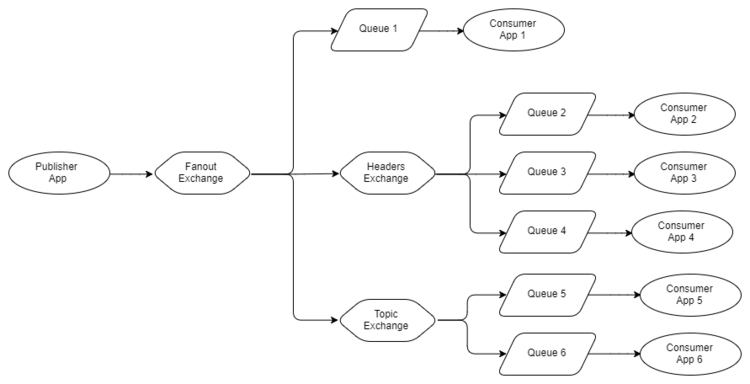 Queue 1
Consumer
App 1
Queue 2
Consumer
App 2
Publisher
App
Fanout
Exchange
Headers
Exchange
Queue 3
Consumer
App 3
Queue 4
Consumer
App 4
Topic
Exchange
Queue 5
Consumer
App 5
Queue 6
Consumer
App 6